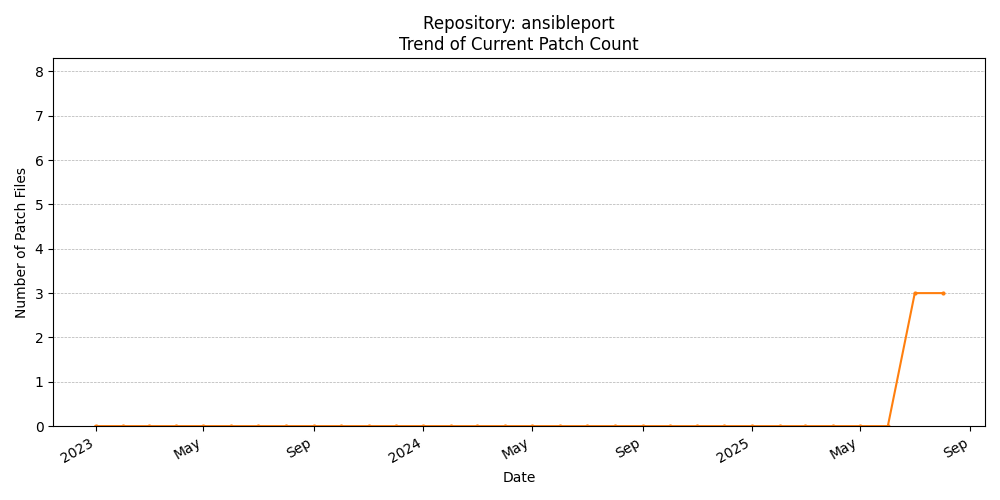 Repository: ansibleport
Trend of Current Patch Count
Number of Patch Files
8
7
6
5
4
3
2
1
0
2023
May
Sep
2024
May
Sep
2025
May
Sep
Date